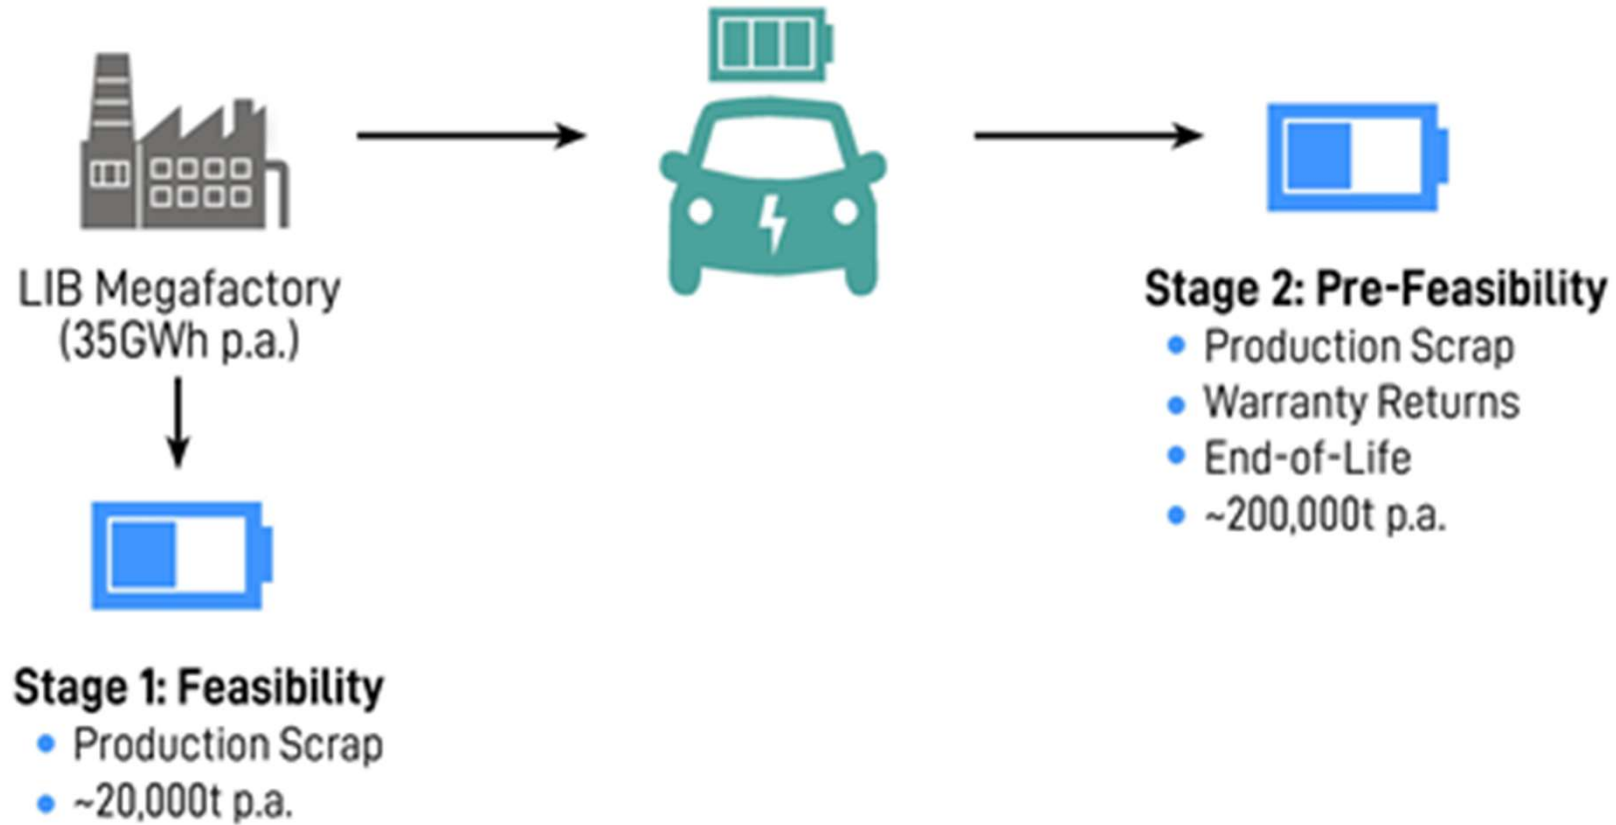 LIB Megafactory
(35GWh p.a.)
Stage 1: Feasibility
• Production Scrap
• ~20,000t p.a.
Stage 2: Pre-Feasibility
• Production Scrap
• Warranty Returns
• End-of-Life
• ~200,000t p.a.